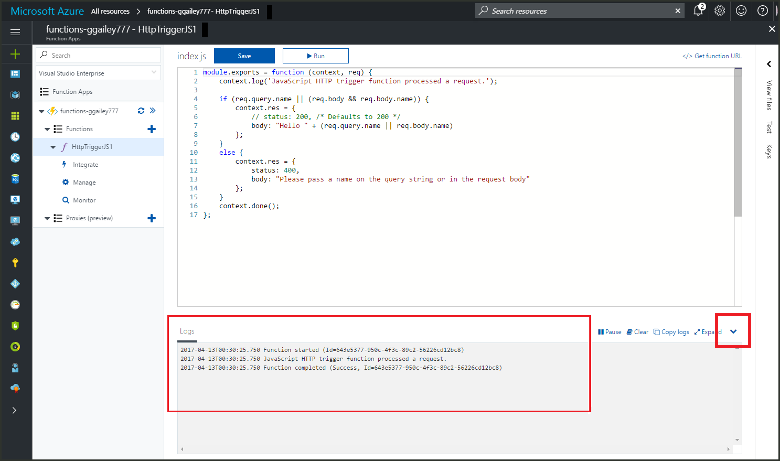 Microsoft Azure All resources > functions-ggailey777 - HttpTriggerJS1
Search resources
2
functions-ggailey777 - HttpTriggerJS1
Function Apps
Search
Visual Studio Enterprise
Function Apps
functions-ggailey777
Functions
HttpTriggerJS1
Integrate
Manage
Monitor
Proxies (preview)
index.js
Save
Run
</> Get function URL
1 module.exports = function (context, req) {
2 context.log('JavaScript HTTP trigger function processed a request.');
3
4 if (req.query.name || (req.body && req.body.name)) {
5 context.res = {
6 // status: 200, /* Defaults to 200 */
7 body: "Hello " + (req.query.name || req.body.name)
8 };
9 }
10 else {
11 context.res = {
12 status: 400,
13 body: "Please pass a name on the query string or in the request body"
14 };
15 }
16 context.done();
17 };
View files
Test
Keys
Logs
Pause Clear Copy logs Expand
2017-04-13T00:30:25.750 Function started (Id=643e5377-950c-4f3c-89c2-56226cd12bc8)
2017-04-13T00:30:25.750 JavaScript HTTP trigger function processed a request.
2017-04-13T00:30:25.750 Function completed (Success, Id=643e5377-950c-4f3c-89c2-56226cd12bc8)